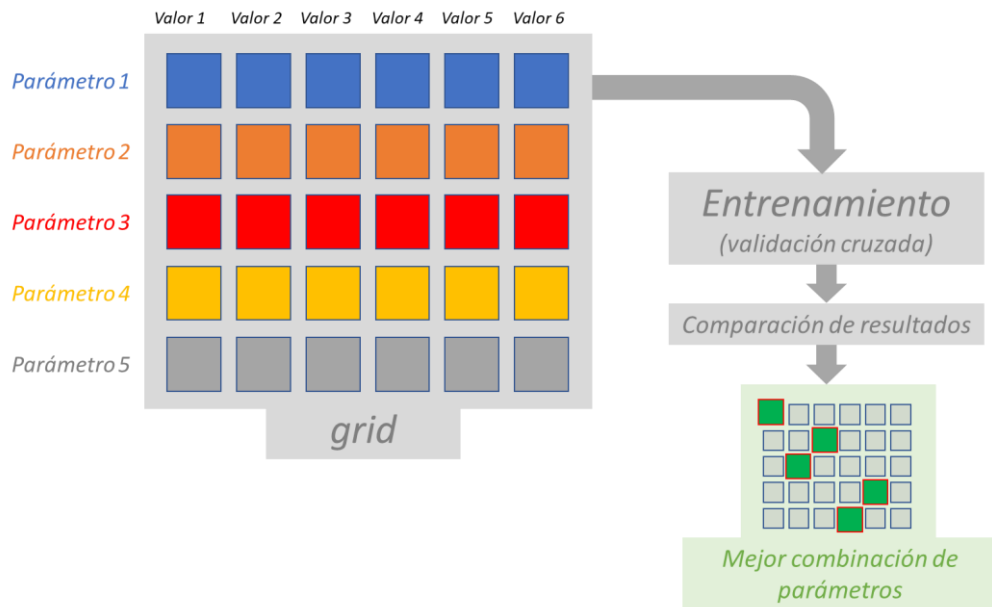 Valor 1 Valor 2 Valor 3 Valor 4 Valor 5 Valor 6
Parámetro 1
Parámetro 2
Parámetro 3
Parámetro 4
Parámetro 5
grid
Entrenamiento
(validación cruzada)
Comparación de resultados
Mejor combinación de
parámetros